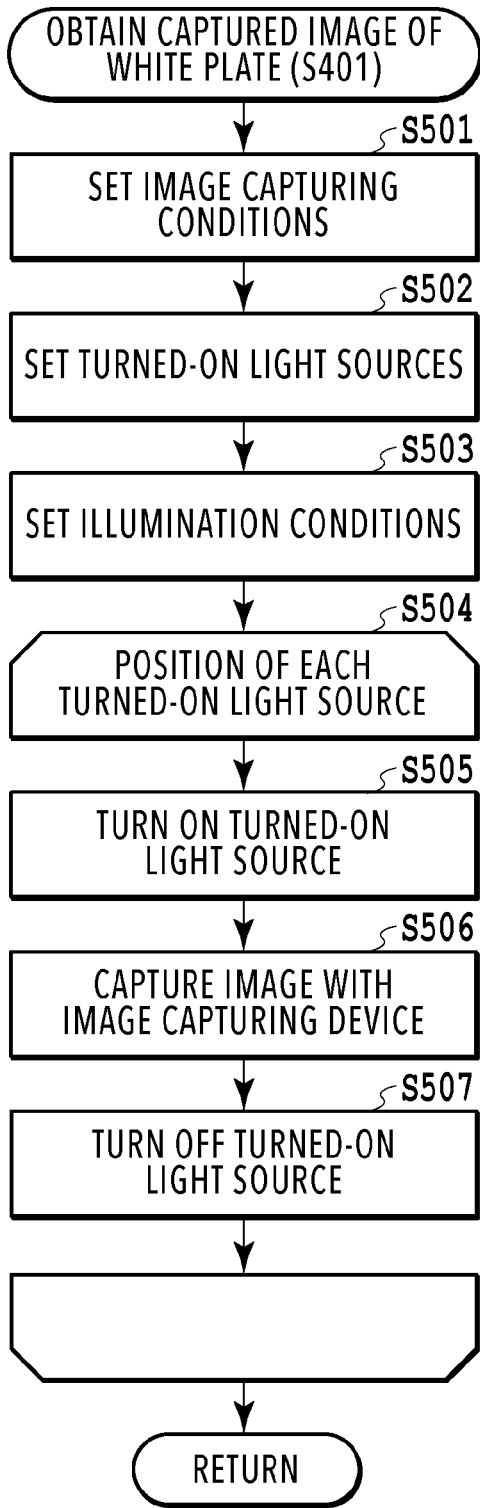 OBTAIN CAPTURED IMAGE OF
WHITE PLATE (S401)
S501
SET IMAGE CAPTURING
CONDITIONS
S502
SET TURNED-ON LIGHT SOURCES
S503
SET ILLUMINATION CONDITIONS
S504
POSITION OF EACH
TURNED-ON LIGHT SOURCE
S505
TURN ON TURNED-ON
LIGHT SOURCE
S506
CAPTURE IMAGE WITH
IMAGE CAPTURING DEVICE
S507
TURN OFF TURNED-ON
LIGHT SOURCE
RETURN